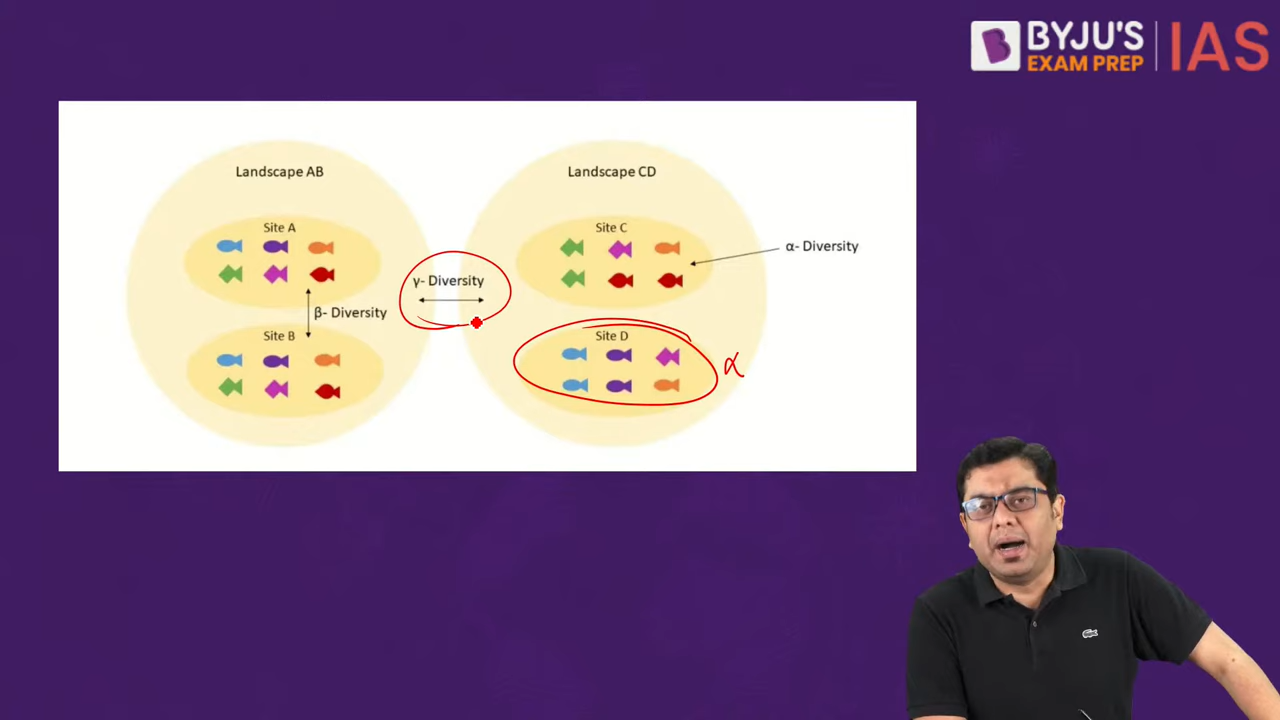 BYJU'S
EXAM PREP
IAS
Landscape AB
Landscape CD
Site A
Site C
α- Diversity
γ- Diversity
β- Diversity
Site B
Site D
α